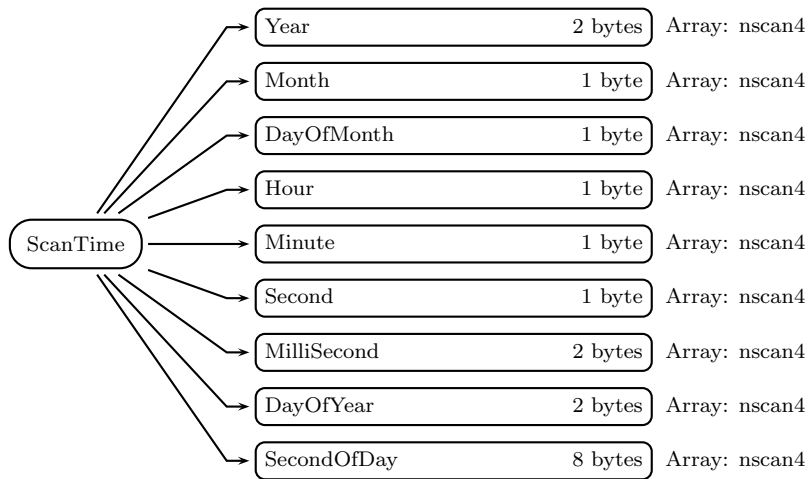 Year 2 bytes Array: nscan4
Month 1 byte Array: nscan4
DayOfMonth 1 byte Array: nscan4
Hour 1 byte Array: nscan4
ScanTime Minute 1 byte Array: nscan4
Second 1 byte Array: nscan4
MilliSecond 2 bytes Array: nscan4
DayOfYear 2 bytes Array: nscan4
SecondOfDay 8 bytes Array: nscan4